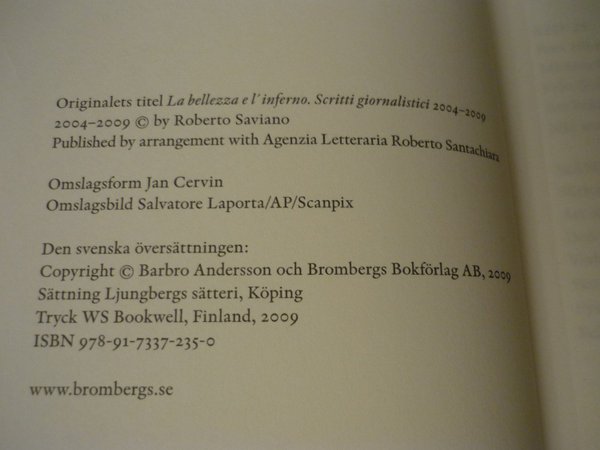 Originalets titel La bellezza e l'inferno. Scritti giornalistici 2004–2009
2004–2009 © by Roberto Saviano
Published by arrangement with Agenzia Letteraria Roberto Santachiara
Omslagsform Jan Cervin
Omslagsbild Salvatore Laporta/AP/Scanpix
Den svenska översättningen:
Copyright © Barbro Andersson och Brombergs Bokförlag AB, 2009
Sättning Ljungbergs sätteri, Köping
Tryck WS Bookwell, Finland, 2009
ISBN 978-91-7337-235-0
www.brombergs.se